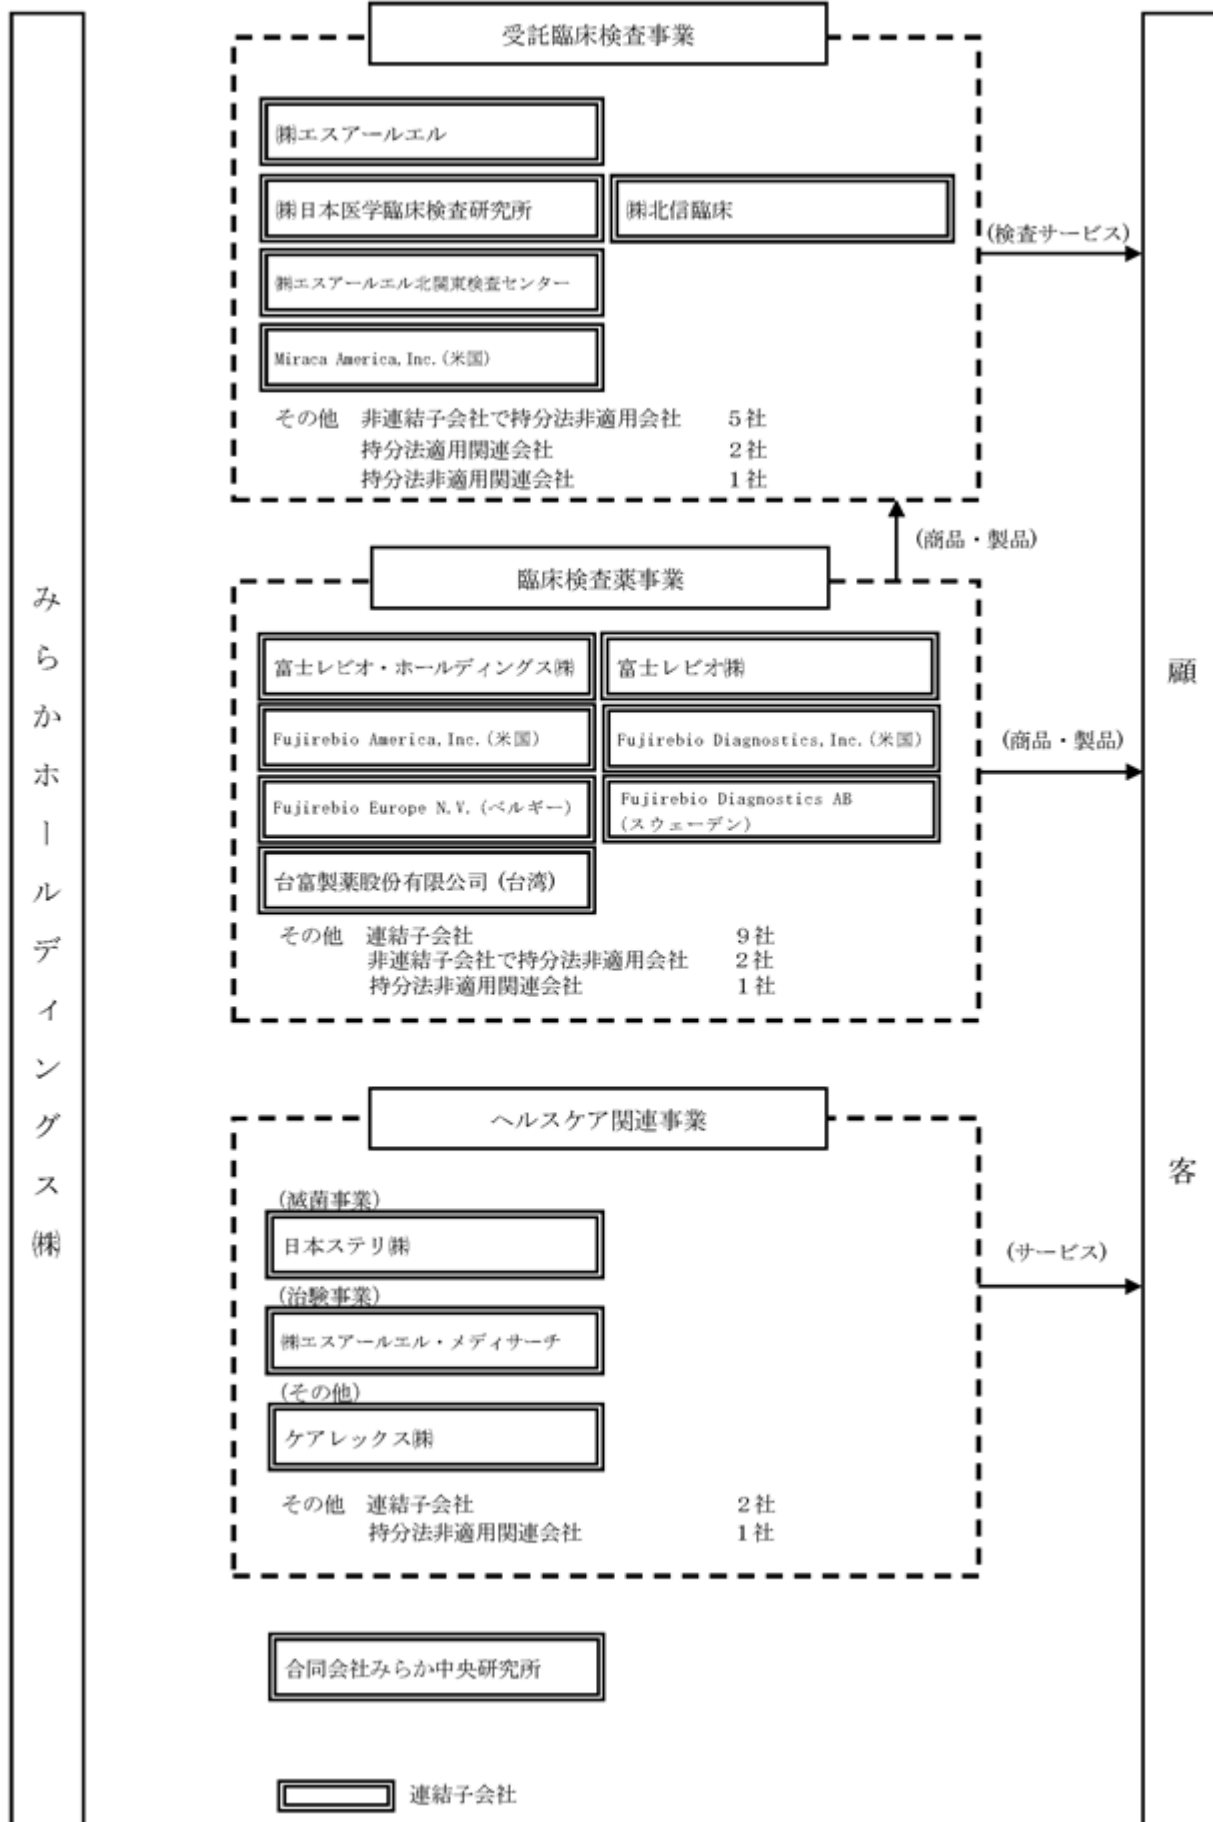 みらかホールディングス㈱
受託臨床検査事業
㈱エスアールエル
㈱日本医学臨床検査研究所
㈱北信臨床
㈱エスアールエル北関東検査センター
Miraca America,Inc.(米国)
その他 非連結子会社で持分法非適用会社 5社
持分法適用関連会社 2社
持分法非適用関連会社 1社
(検査サービス)
(商品・製品)
臨床検査薬事業
富士レビオ・ホールディングス㈱
富士レビオ㈱
Fujirebio America,Inc.(米国)
Fujirebio Diagnostics,Inc.(米国)
Fujirebio Europe N.V.(ベルギー)
Fujirebio Diagnostics AB
(スウェーデン)
台富製薬股份有限公司 (台湾)
その他 連結子会社 9社
非連結子会社で持分法非適用会社 2社
持分法非適用関連会社 1社
(商品・製品)
ヘルスケア関連事業
(滅菌事業)
日本ステリ㈱
(治験事業)
㈱エスアールエル・メディサーチ
(その他)
ケアレックス㈱
その他 連結子会社 2社
持分法非適用関連会社 1社
(サービス)
合同会社みらか中央研究所
連結子会社
顧客